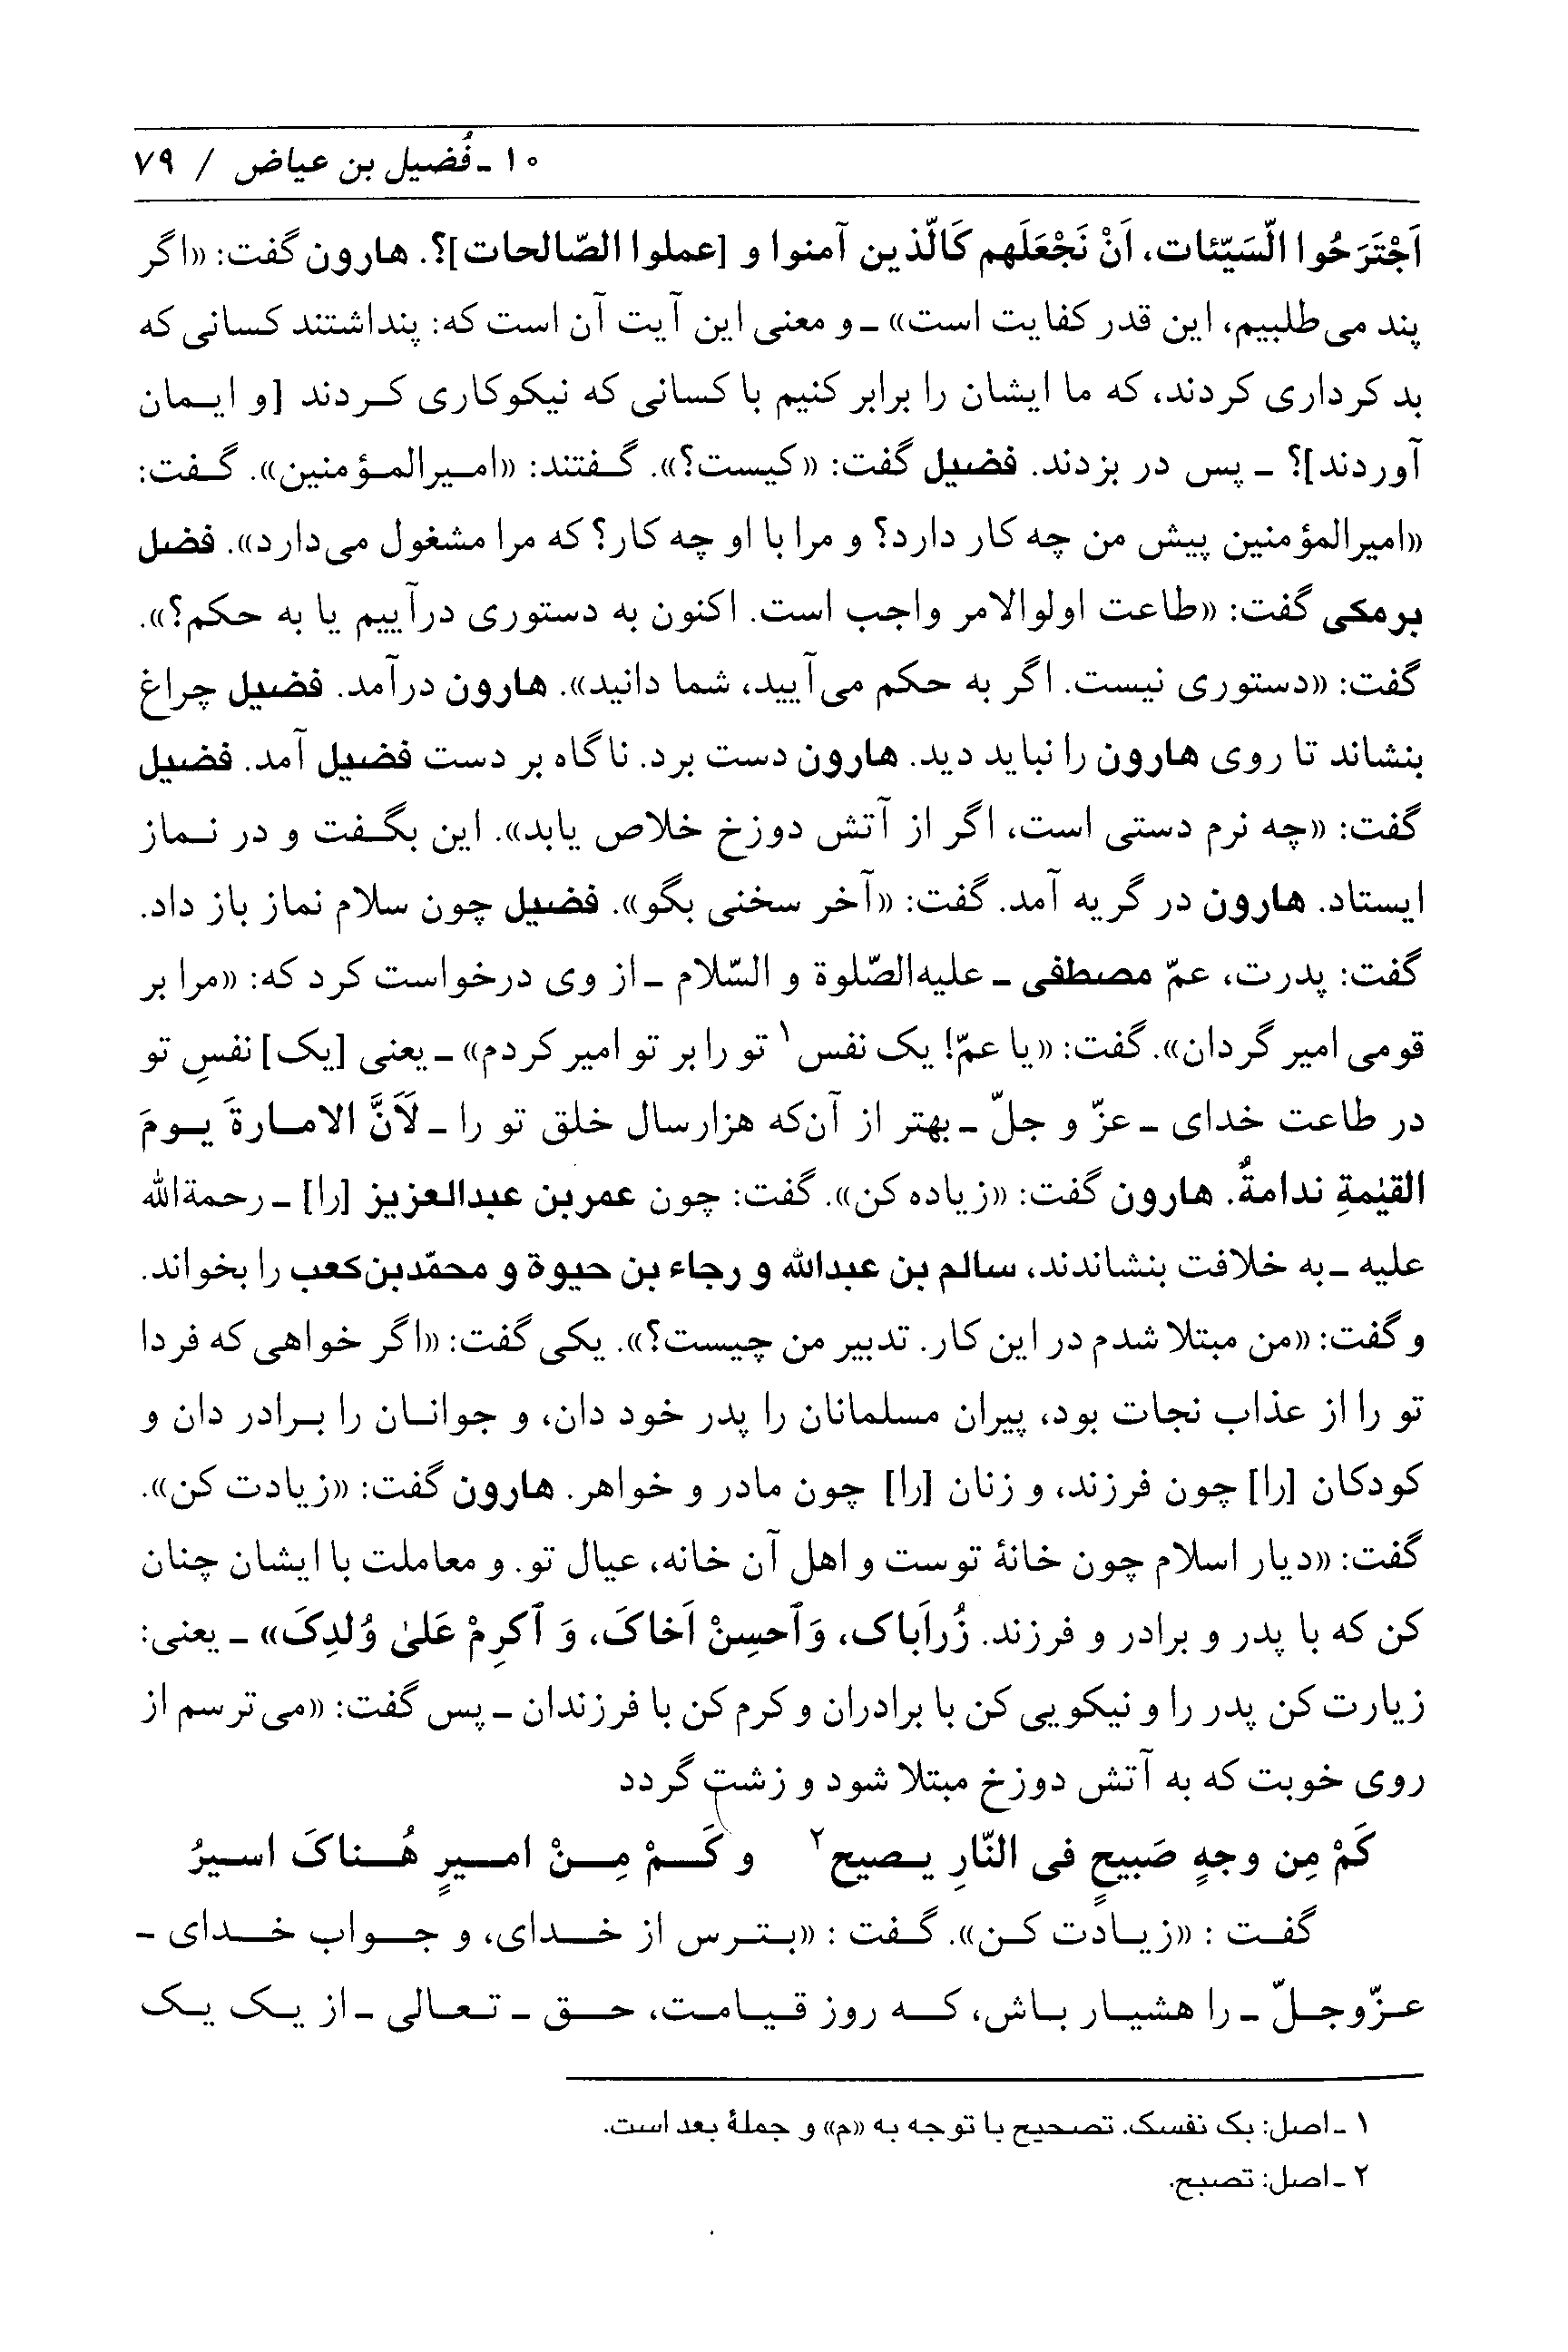 ۱۰ ـ فُضیل بن عیاض / ۷۹
اَجْتَرَحُوا الّسَیّئات، اَنْ نَجْعَلَهم کَالّذین آمنوا و [عملوا الصّالحات]؟. هارون گفت: «اگر
پند می‌طلبیم، این قدر کفایت است» ـ و معنی این آیت آن است که: پنداشتند کسانی که
بد کرداری کردند، که ما ایشان را برابر کنیم با کسانی که نیکوکاری کردند [و ایمان
آوردند]؟ ـ پس در بزدند. فضیل گفت: «کیست؟». گفتند: «امیرالمؤمنین». گفت:
«امیرالمؤمنین پیش من چه کار دارد؟ و مرا با او چه کار؟ که مرا مشغول می‌دارد». فضل
برمکی گفت: «طاعت اولوالامر واجب است. اکنون به دستوری درآییم یا به حکم؟».
گفت: «دستوری نیست. اگر به حکم می‌آیید، شما دانید». هارون درآمد. فضیل چراغ
بنشاند تا روی هارون را نباید دید. هارون دست برد. ناگاه بر دست فضیل آمد. فضیل
گفت: «چه نرم دستی است، اگر از آتش دوزخ خلاص یابد». این بگفت و در نماز
ایستاد. هارون در گریه آمد. گفت: «آخر سخنی بگو». فضیل چون سلام نماز باز داد.
گفت: پدرت، عمّ مصطفی ـ علیه‌الصّلوة و السّلام ـ از وی درخواست کرد که: «مرا بر
قومی امیر گردان». گفت: «یا عمّ! یک نفس۱ تو را بر تو امیر کردم» ـ یعنی [یک] نفسِ تو
در طاعت خدای ـ عزّ و جلّ ـ بهتر از آن‌که هزارسال خلق تو را ـ لَاَنَّ الامارةَ یومَ
القیٰمةِ ندامةٌ. هارون گفت: «زیاده کن». گفت: چون عمربن عبدالعزیز [را] ـ رحمةالله
علیه ـ به خلافت بنشاندند، سالم بن عبدالله و رجاء بن حیوة و محمّدبن‌کعب را بخواند.
و گفت: «من مبتلا شدم در این کار. تدبیر من چیست؟». یکی گفت: «اگر خواهی که فردا
تو را از عذاب نجات بود، پیران مسلمانان را پدر خود دان، و جوانان را برادر دان و
کودکان [را] چون فرزند، و زنان [را] چون مادر و خواهر. هارون گفت: «زیادت کن».
گفت: «دیار اسلام چون خانهٔ توست و اهل آن خانه، عیال تو. و معاملت با ایشان چنان
کن که با پدر و برادر و فرزند. زُراَباک، وَاَحسِنْ اَخاکَ، وَ اَکرِمْ عَلیٰ وُلدِکَ» ـ یعنی:
زیارت کن پدر را و نیکویی کن با برادران و کرم کن با فرزندان ـ پس گفت: «می‌ترسم از
روی خوبت که به آتش دوزخ مبتلا شود و زشت گردد
کَمْ مِن وجهٍ صَبیحٍ فی النّارِ یصیح۲ و کَمْ مِنْ امیرٍ هُناکَ اسیرُ
گفت : «زیادت کن». گفت : «بترس از خدای، و جواب خدای ـ
عزّوجلّ ـ را هشیار باش، که روز قیامت، حق ـ تعالی ـ از یک یک
۱ ـ اصل: بک نفسک. تصحیح با توجه به «م» و جملهٔ بعد است.
۲ ـ اصل: تصبح.